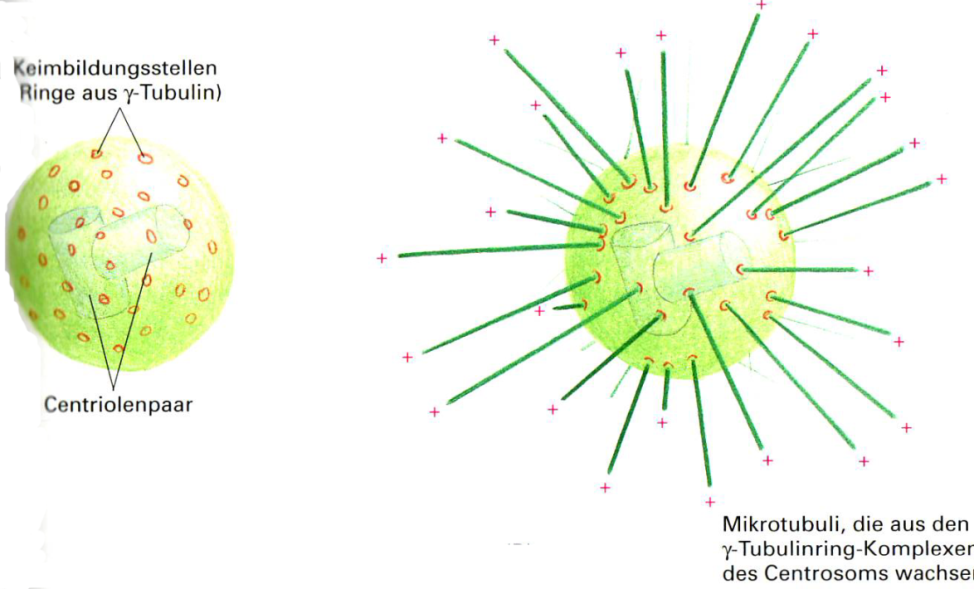 Keimbildungsstellen
Ringe aus γ-Tubulin)
Centriolenpaar
+ + + + + + + + + + + + + + + + + + + + + + + + + + +
Mikrotubuli, die aus den
γ-Tubulinring-Komplexen
des Centrosoms wachsen